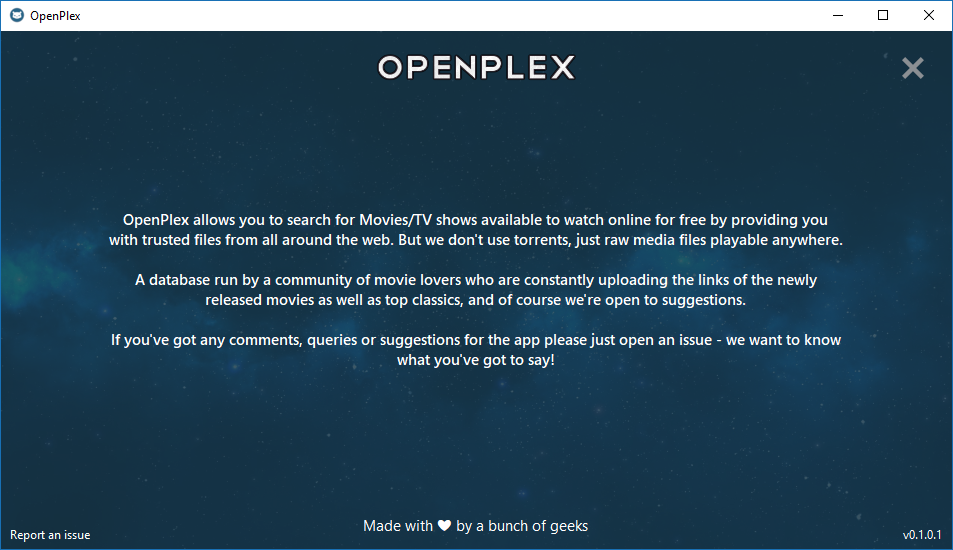 OpenPlex
OPENPLEX
OpenPlex allows you to search for Movies/TV shows available to watch online for free by providing you
with trusted files from all around the web. But we don't use torrents, just raw media files playable anywhere.
A database run by a community of movie lovers who are constantly uploading the links of the newly
released movies as well as top classics, and of course we're open to suggestions.
If you've got any comments, queries or suggestions for the app please just open an issue - we want to know
what you've got to say!
Made with ♥ by a bunch of geeks
Report an issue
v0.1.0.1